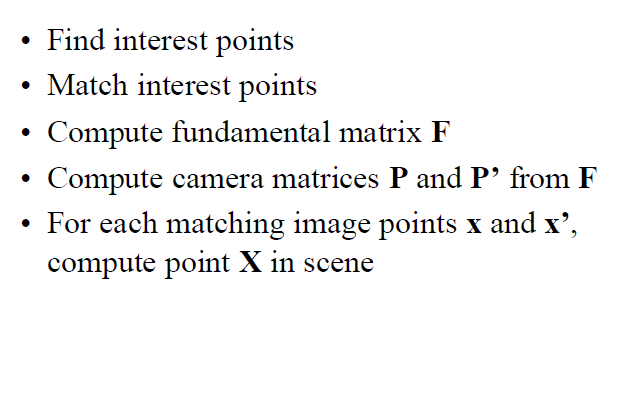 • Find interest points
• Match interest points
• Compute fundamental matrix F
• Compute camera matrices P and P’ from F
• For each matching image points x and x’,
compute point X in scene